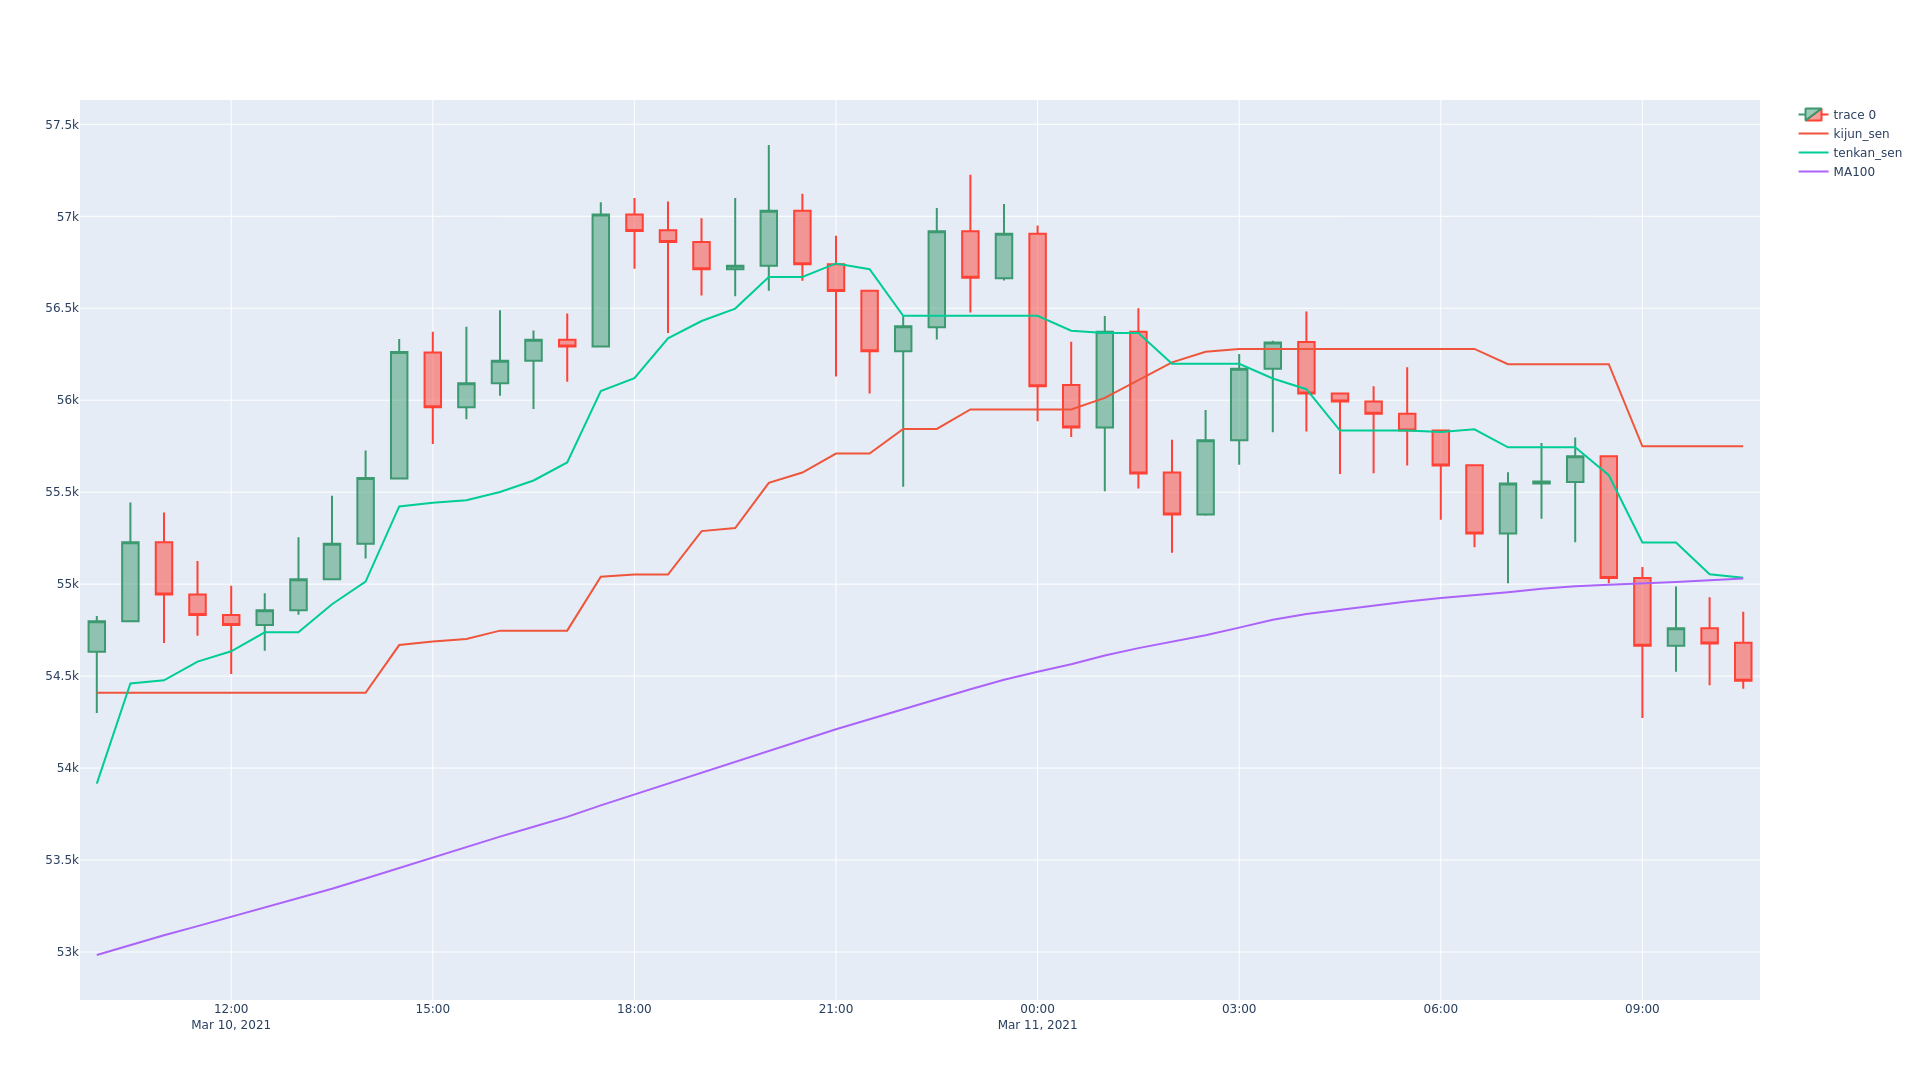 57.5k
57k
56.5k
56k
55.5k
55k
54.5k
54k
53.5k
53k
12:00
Mar 10, 2021
15:00
18:00
21:00
00:00
Mar 11, 2021
03:00
06:00
09:00
trace 0
kijun_sen
tenkan_sen
MA100